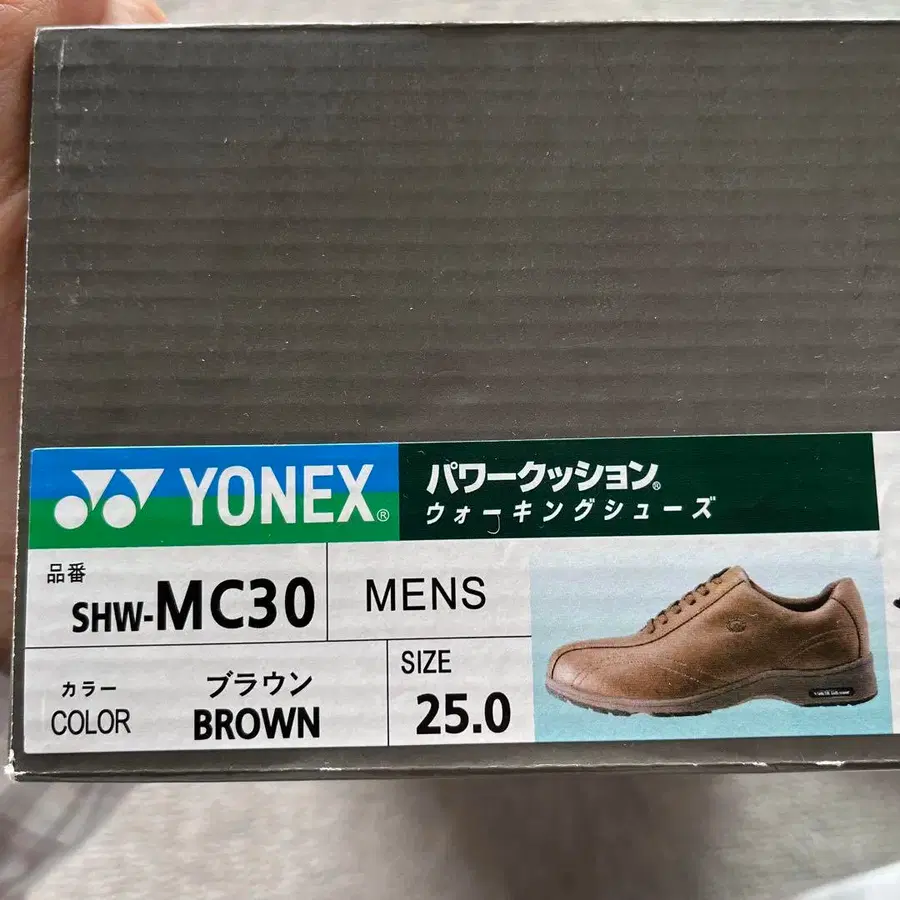 YONEX®
パワークッション®
ウォーキングシューズ
品番
SHW-MC30
MENS
カラー
COLOR
ブラウン
BROWN
SIZE
25.0